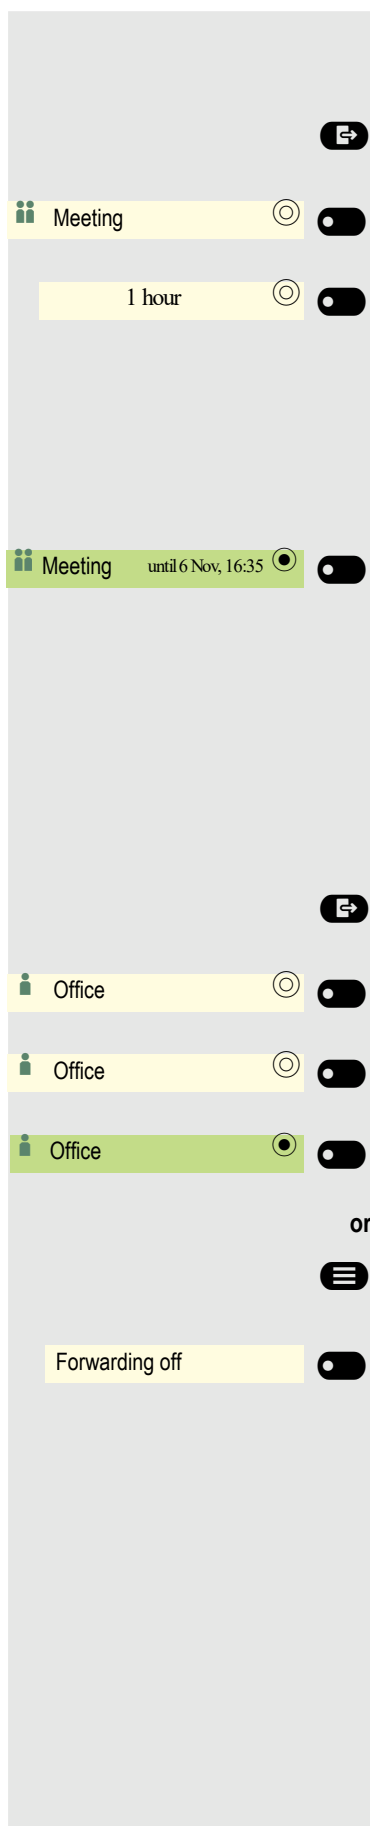 Meeting
1 hour
Meeting until 6 Nov, 16:35
Office
Office
Office
or
Forwarding off